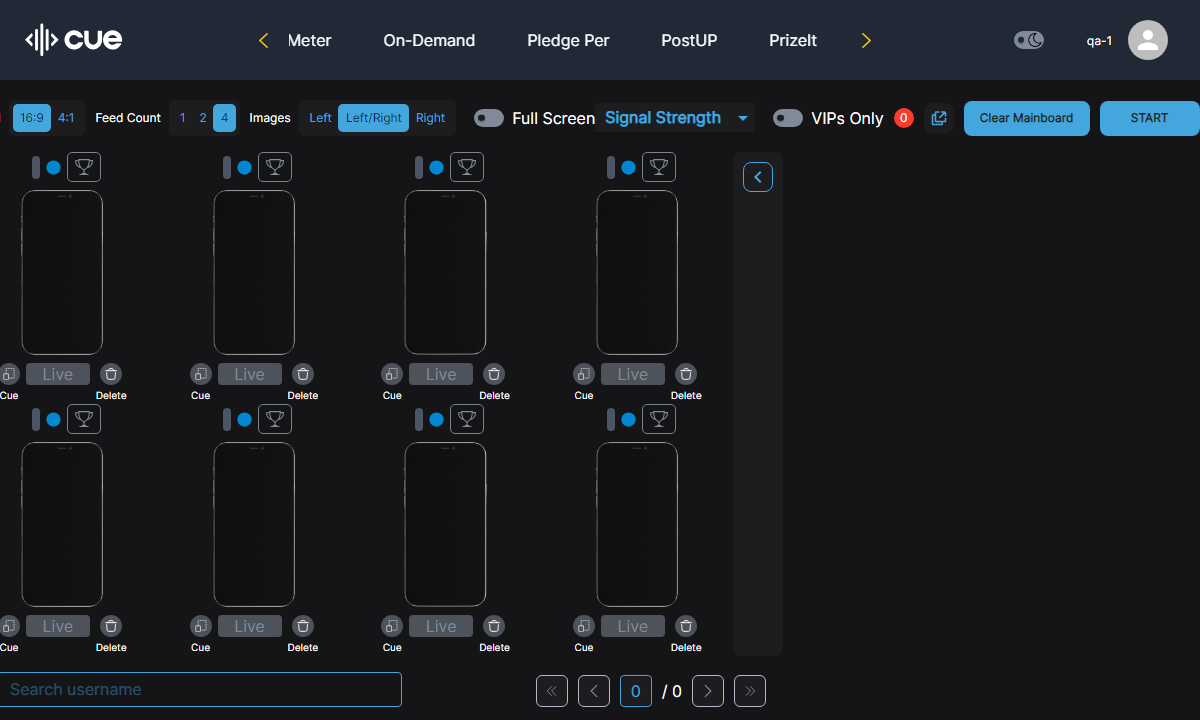 cue
Meter On-Demand Pledge Per PostUP PrizeIt
qa-1
16:9 4:1 Feed Count 1 2 4 Images Left Left/Right Right Full Screen Signal Strength VIPs Only 0 Clear Mainboard START
Live Live Live Live
Cue Delete Cue Delete Cue Delete Cue Delete
Live Live Live Live
Cue Delete Cue Delete Cue Delete Cue Delete
Search username 0 / 0